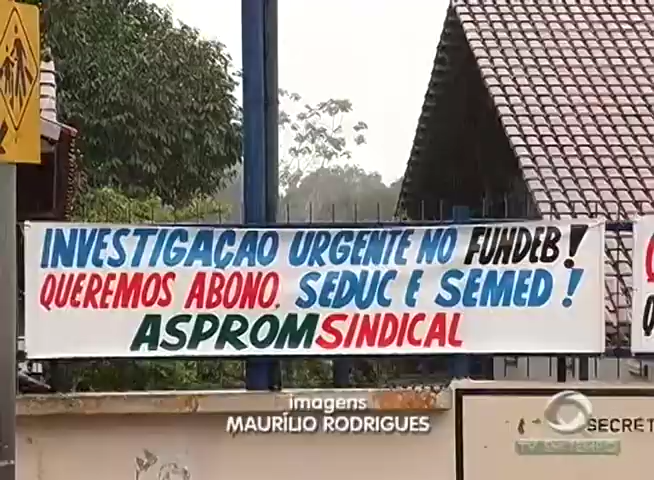 INVESTIGAÇAO URGENTE NO FUNDEB!
QUEREMOS ABONO. SEDUC E SEMED!
ASPROMSINDICAL
imagens
MAURÍLIO RODRIGUES
SECRET